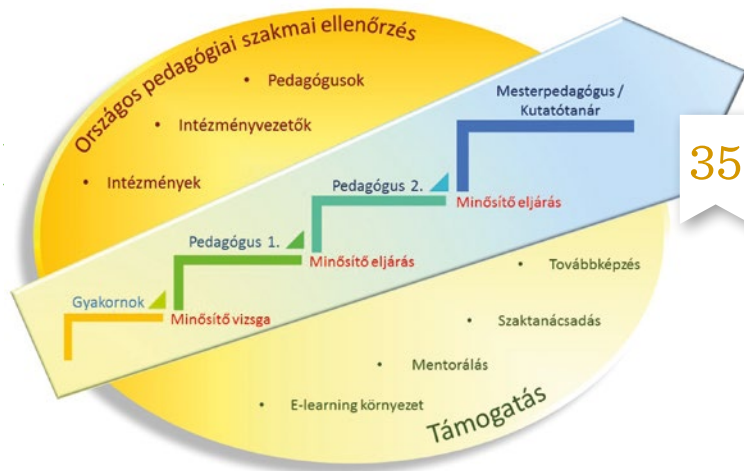 Országos pedagógiai szakmai ellenőrzés
• Pedagógusok
• Intézményvezetők
• Intézmények
Mesterpedagógus /
Kutatótanár
35
Pedagógus 2.
Minősítő eljárás
Pedagógus 1.
Minősítő eljárás
Gyakornok
Minősítő vizsga
• Továbbképzés
• Szaktanácsadás
• Mentorálás
• E-learning környezet
Támogatás